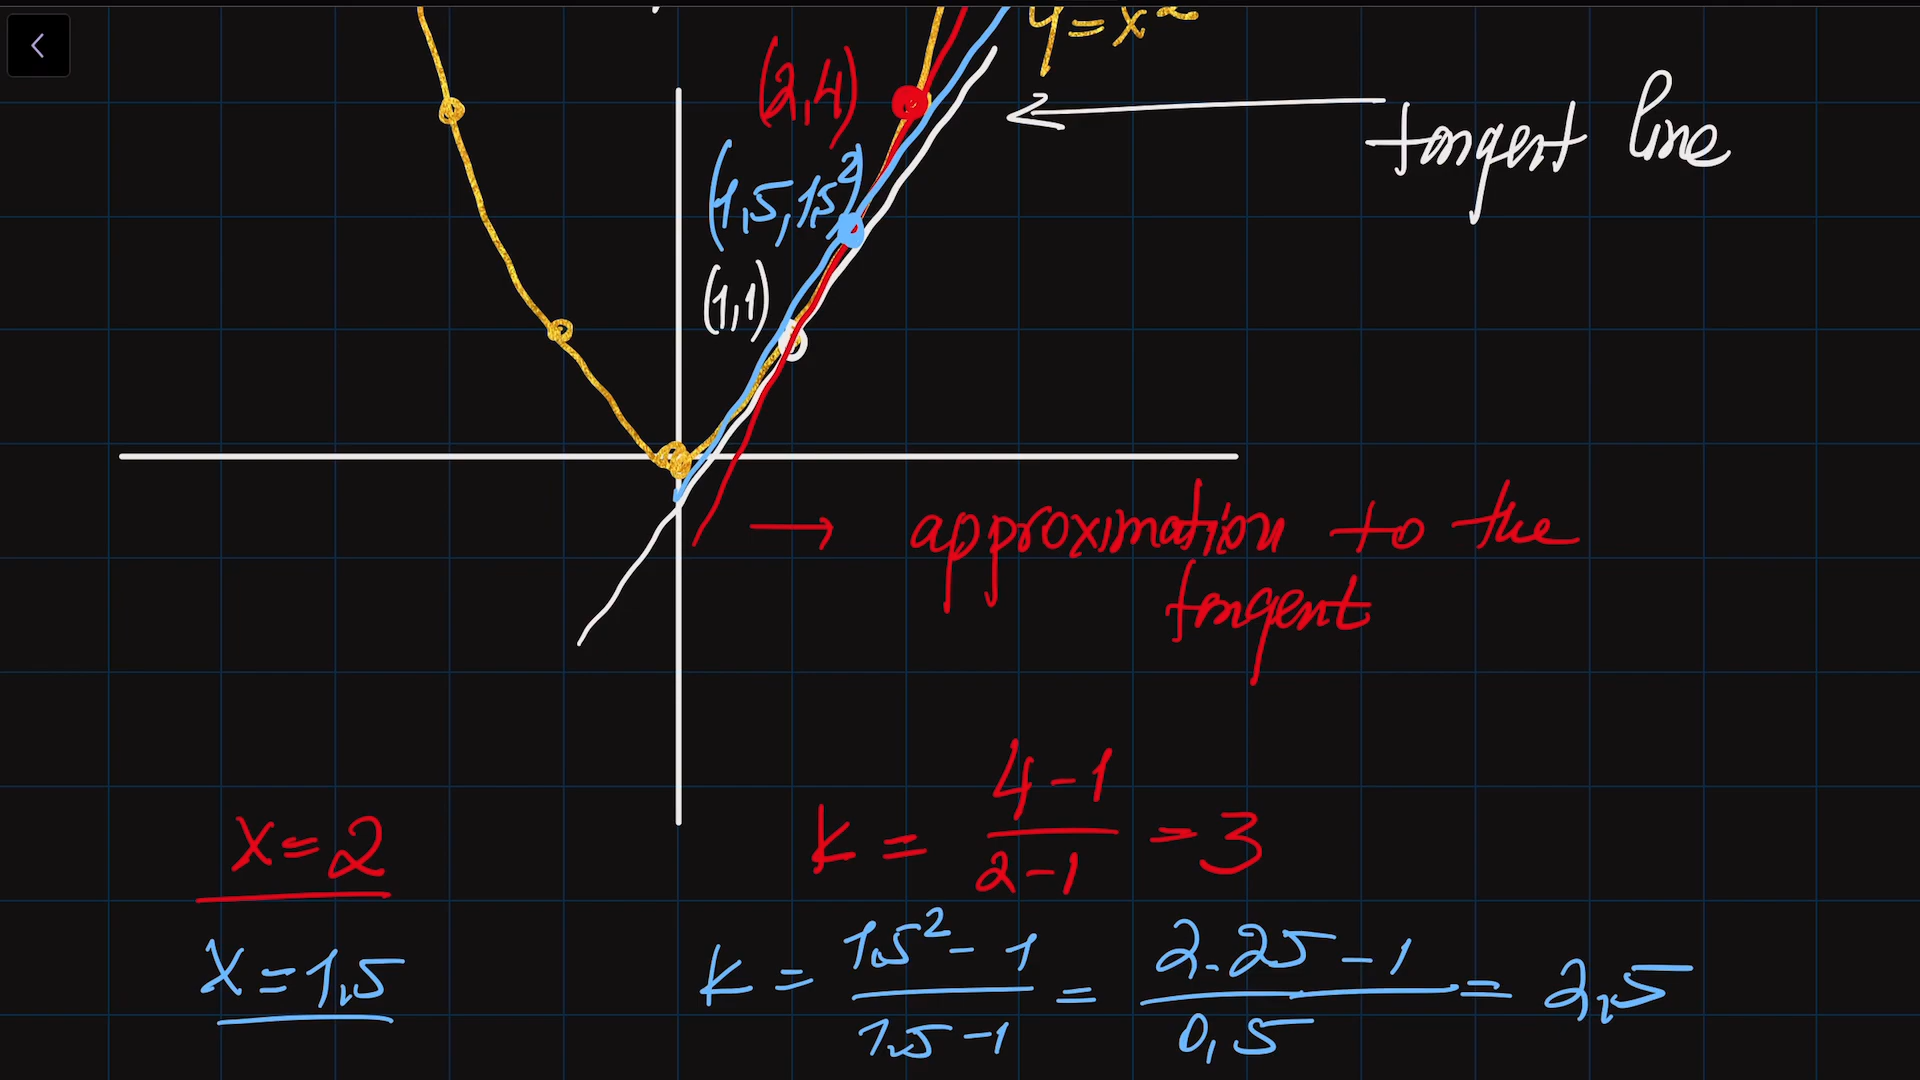 y=x²
(2,4)
tangent line
(1,5,1,5²)
(1,1)
→ approximation to the
tangent
x=2 k = 4-1 / 2-1 = 3
x=1,5 k = 1,5²-1 / 1,5-1 = 2.25-1 / 0,5 = 2,5